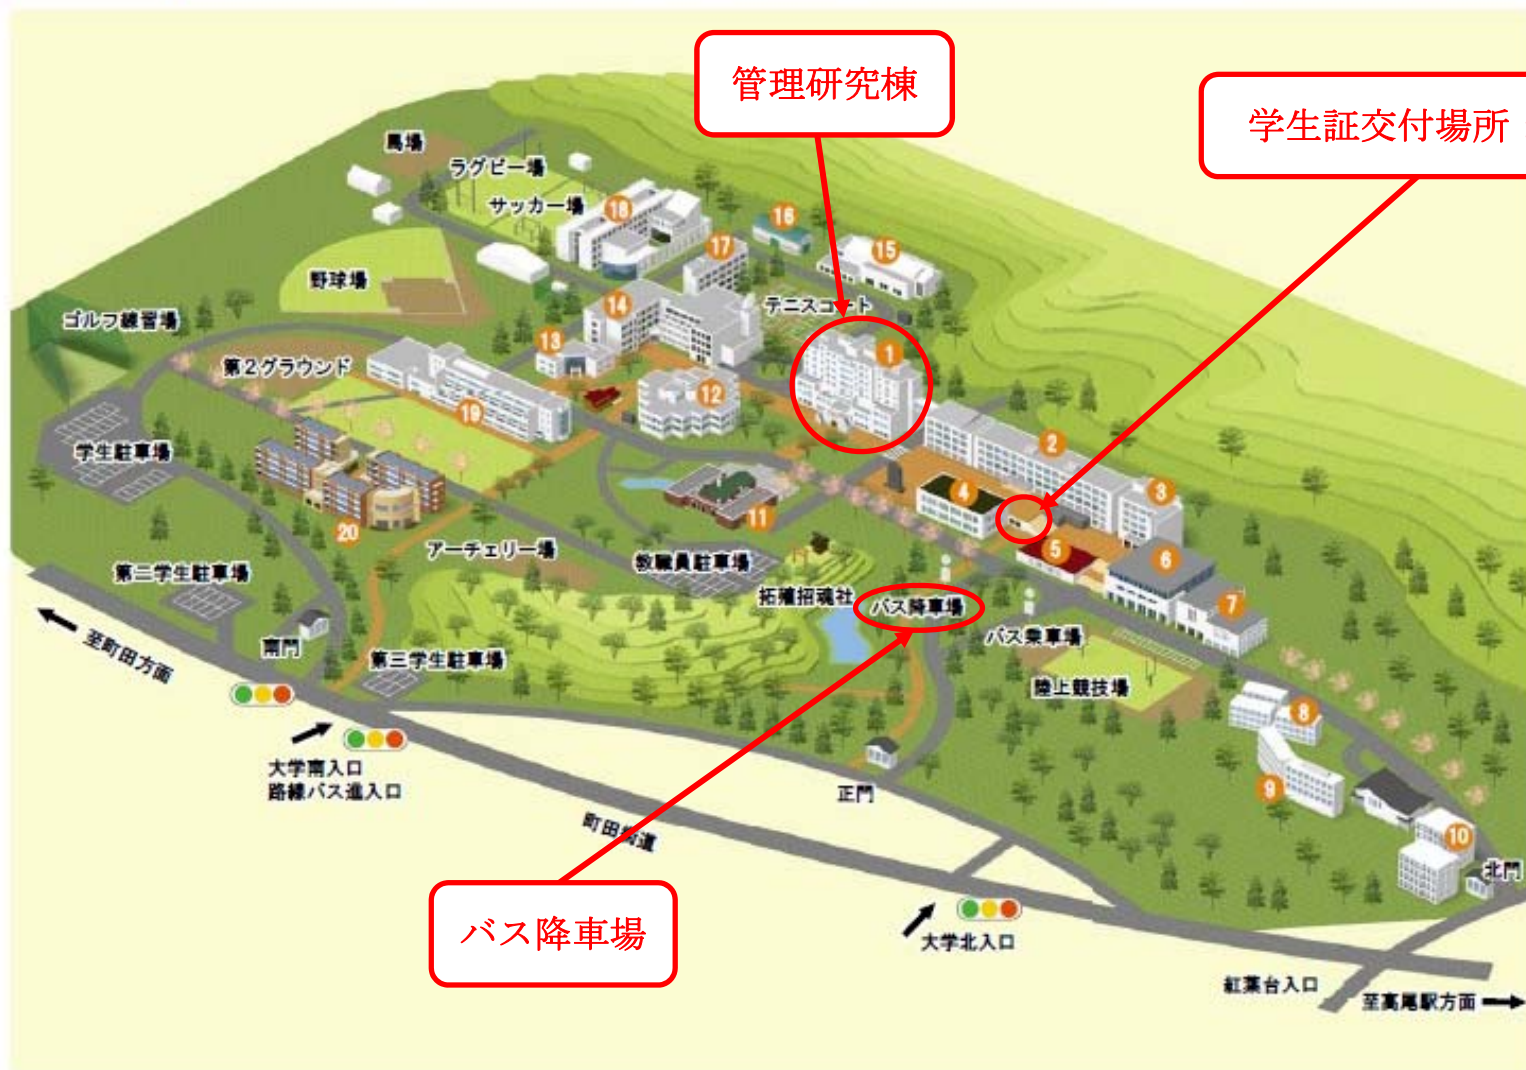 管理研究棟
学生証交付場所
馬場
ラグビー場
サッカー場
18
16
17
15
野球場
テニスコート
ゴルフ練習場
14
13
1
第2グラウンド
12
19
2
学生駐車場
3
4
11
20
アーチェリー場
教職員駐車場
5
6
第二学生駐車場
拓殖招魂社
バス降車場
7
バス乗車場
至町田方面
南門
第三学生駐車場
陸上競技場
8
大学南入口
路線バス進入口
正門
9
町田街道
10
北門
バス降車場
大学北入口
紅葉台入口
至高尾駅方面